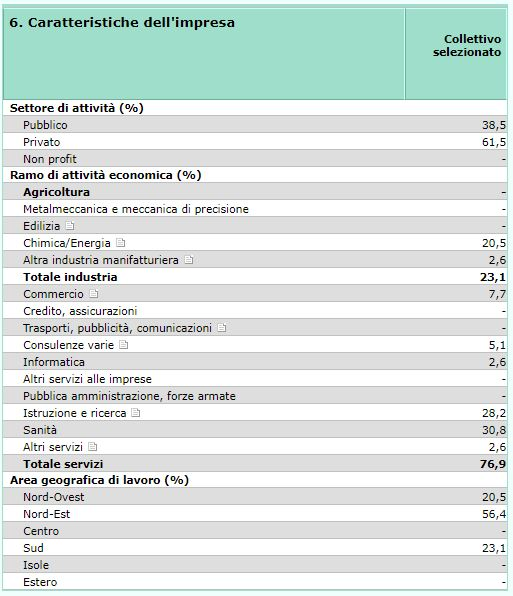 6. Caratteristiche dell'impresa
Collettivo
selezionato
Settore di attività (%)
Pubblico 38,5
Privato 61,5
Non profit -
Ramo di attività economica (%)
Agricoltura -
Metalmeccanica e meccanica di precisione -
Edilizia -
Chimica/Energia 20,5
Altra industria manifatturiera 2,6
Totale industria 23,1
Commercio 7,7
Credito, assicurazioni -
Trasporti, pubblicità, comunicazioni -
Consulenze varie 5,1
Informatica 2,6
Altri servizi alle imprese -
Pubblica amministrazione, forze armate -
Istruzione e ricerca 28,2
Sanità 30,8
Altri servizi 2,6
Totale servizi 76,9
Area geografica di lavoro (%)
Nord-Ovest 20,5
Nord-Est 56,4
Centro -
Sud 23,1
Isole -
Estero -